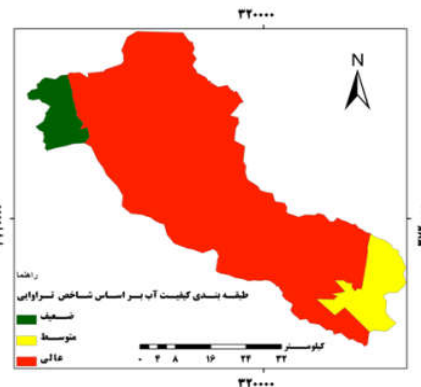 ۳۲۰۰۰۰
N
راهنما
طبقه بندی کیفیت آب بر اساس شاخص تراوایی
ضعیف
متوسط
عالی
کیلومتر
۰ ۴ ۸ ۱۶ ۲۴ ۳۲
۳۲۰۰۰۰